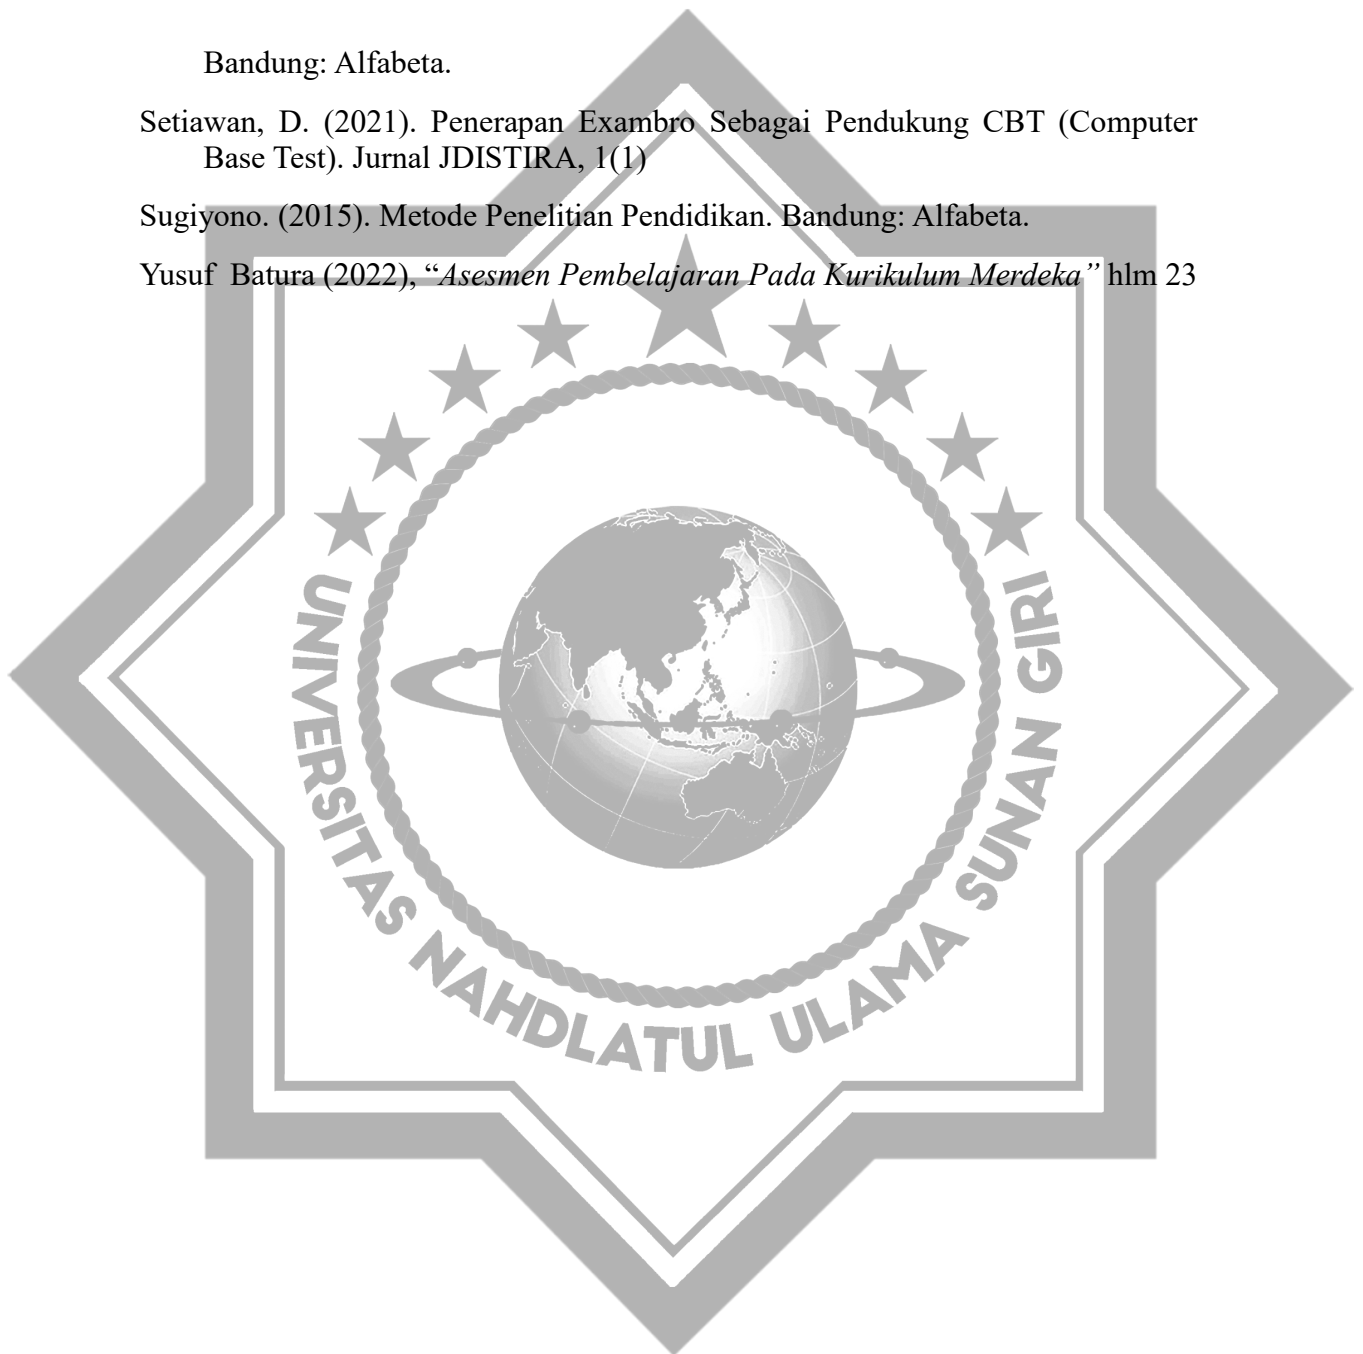 Bandung: Alfabeta.
Setiawan, D. (2021). Penerapan Exambro Sebagai Pendukung CBT (Computer
Base Test). Jurnal JDISTIRA, 1(1)
Sugiyono. (2015). Metode Penelitian Pendidikan. Bandung: Alfabeta.
Yusuf Batura (2022), “Asesmen Pembelajaran Pada Kurikulum Merdeka” hlm 23
UNIVERSITAS NAHDLATUL ULAMA SUNAN GIRI